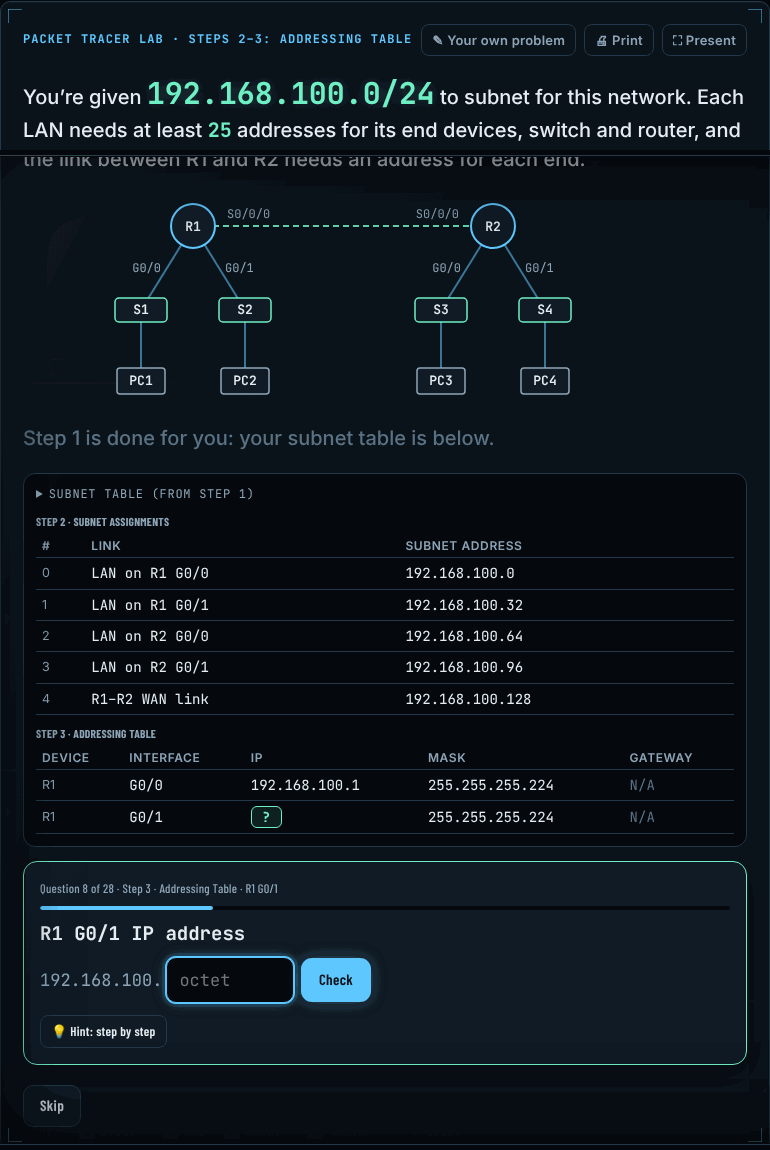 PACKET TRACER LAB · STEPS 2–3: ADDRESSING TABLE
✎ Your own problem
🖨 Print
⛶ Present
You’re given 192.168.100.0/24 to subnet for this network. Each
LAN needs at least 25 addresses for its end devices, switch and router, and
the link between R1 and R2 needs an address for each end.
S0/0/0 S0/0/0
R1 R2
G0/0 G0/1 G0/0 G0/1
S1 S2 S3 S4
PC1 PC2 PC3 PC4
Step 1 is done for you: your subnet table is below.
▶ SUBNET TABLE (FROM STEP 1)
STEP 2 · SUBNET ASSIGNMENTS
# LINK SUBNET ADDRESS
0 LAN on R1 G0/0 192.168.100.0
1 LAN on R1 G0/1 192.168.100.32
2 LAN on R2 G0/0 192.168.100.64
3 LAN on R2 G0/1 192.168.100.96
4 R1–R2 WAN link 192.168.100.128
STEP 3 · ADDRESSING TABLE
DEVICE INTERFACE IP MASK GATEWAY
R1 G0/0 192.168.100.1 255.255.255.224 N/A
R1 G0/1 ? 255.255.255.224 N/A
Question 8 of 28 · Step 3 · Addressing Table · R1 G0/1
R1 G0/1 IP address
192.168.100. octet Check
💡 Hint: step by step
Skip